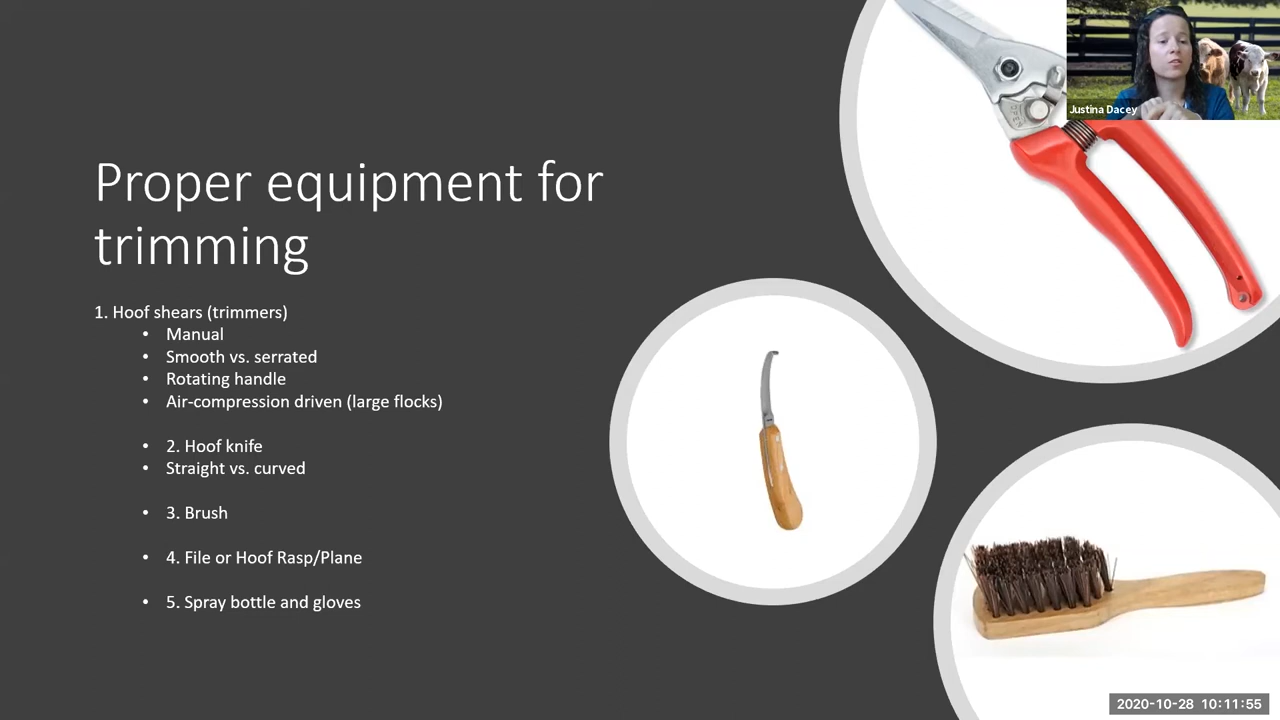 Proper equipment for
trimming
1. Hoof shears (trimmers)
• Manual
• Smooth vs. serrated
• Rotating handle
• Air-compression driven (large flocks)
• 2. Hoof knife
• Straight vs. curved
• 3. Brush
• 4. File or Hoof Rasp/Plane
• 5. Spray bottle and gloves
OPEN
Justina Dacey
2020-10-28 10:11:55